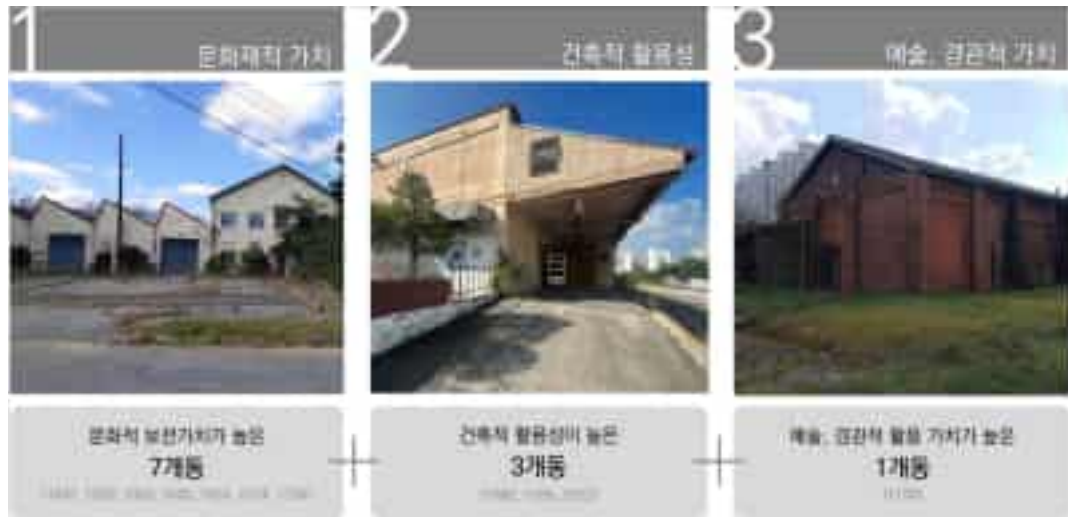 1
문화재적 가치
2
건축적 활용성
3
예술, 경관적 가치
문화적 보전가치가 높은
7개동
+
건축적 활용성이 높은
3개동
+
예술, 경관적 활용 가치가 높은
1개동